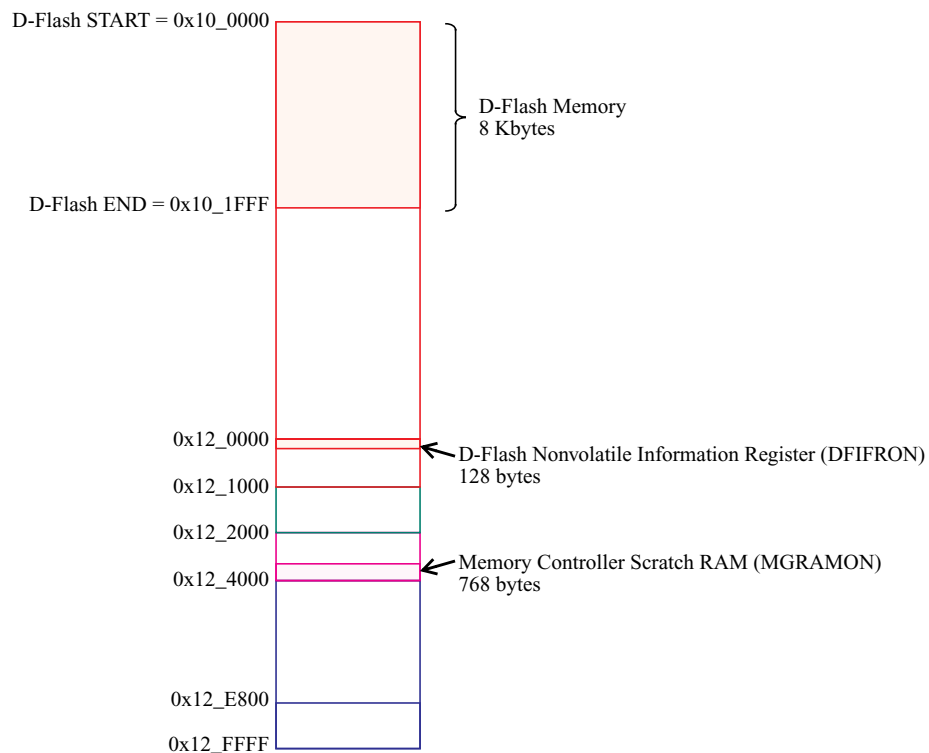 D-Flash START = 0x10_0000
D-Flash Memory
8 Kbytes
D-Flash END = 0x10_1FFF
0x12_0000
D-Flash Nonvolatile Information Register (DFIFRON)
128 bytes
0x12_1000
0x12_2000
Memory Controller Scratch RAM (MGRAMON)
0x12_4000
768 bytes
0x12_E800
0x12_FFFF